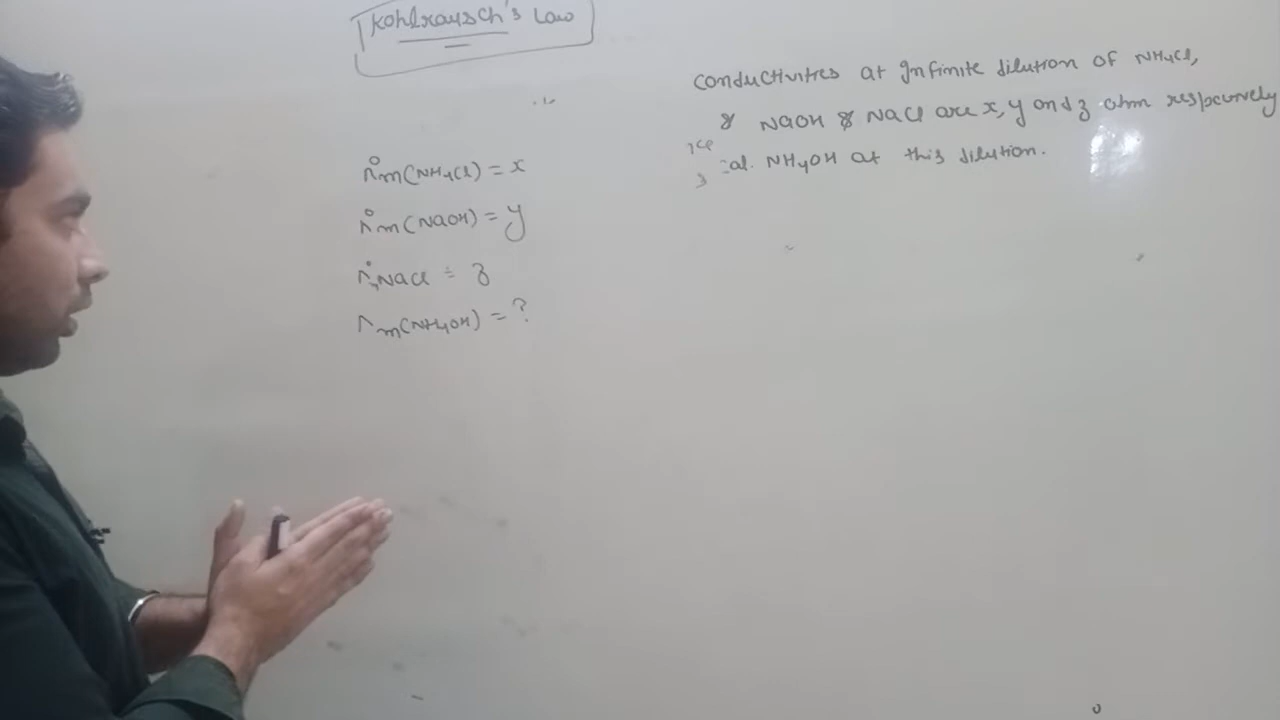 Kohlrausch's Law
conductivities at Infinite dilution of NH4Cl,
& NaOH & NaCl are x, y and z ohm respectively
cal. NH4OH at this dilution.
Λ°m(NH4Cl) = x
Λ°m(NaOH) = y
Λ°m NaCl = z
Λm(NH4OH) = ?